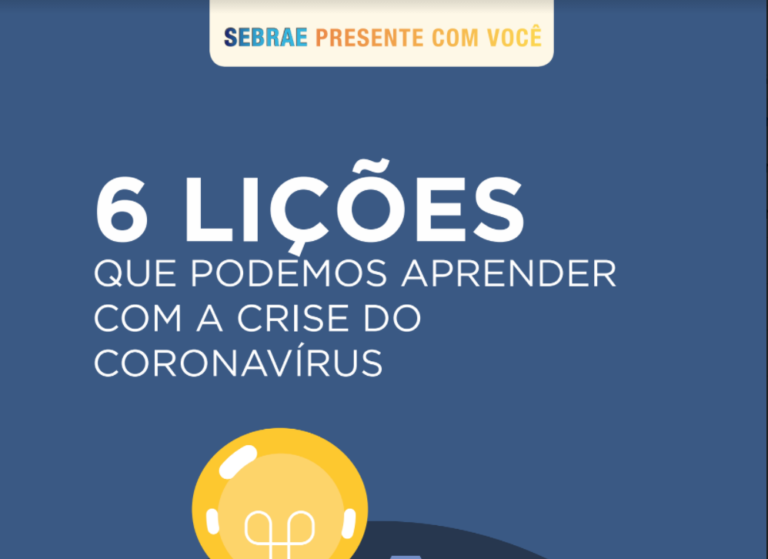 SEBRAE PRESENTE COM VOCÊ
6 LIÇÕES
QUE PODEMOS APRENDER
COM A CRISE DO
CORONAVÍRUS